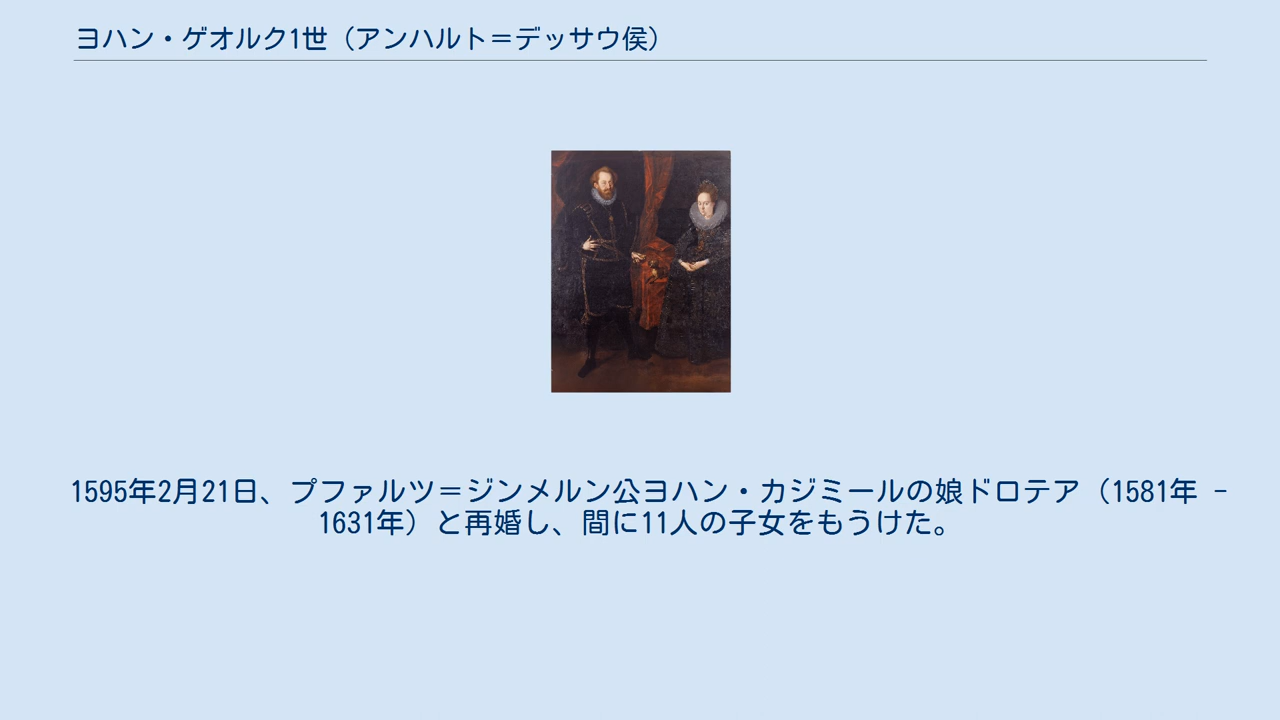 ヨハン・ゲオルク1世（アンハルト＝デッサウ侯）
1595年2月21日、プファルツ＝ジンメルン公ヨハン・カジミールの娘ドロテア（1581年 -
1631年）と再婚し、間に11人の子女をもうけた。